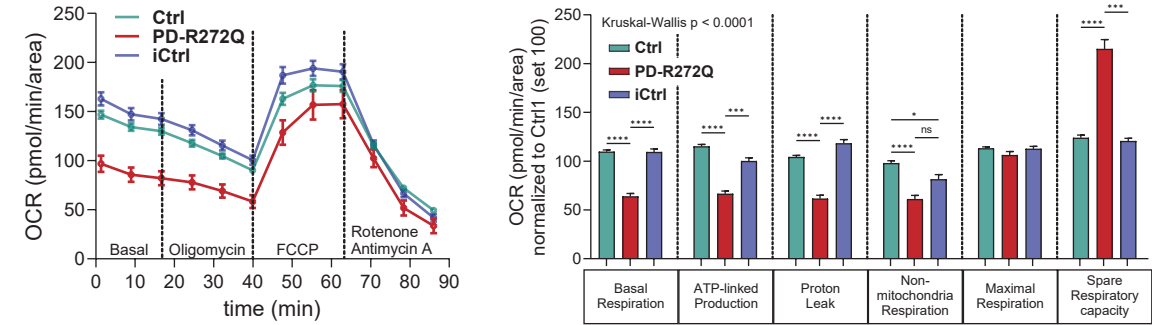 Ctrl
PD-R272Q
iCtrl
OCR (pmol/min/area)
250
200
150
100
50
0
Basal
Oligomycin
FCCP
Rotenone
Antimycin A
0 10 20 30 40 50 60 70 80 90
time (min)
OCR (pmol/min/area)
normalized to Ctrl1 (set 100)
250
200
150
100
50
0
Kruskal-Wallis p < 0.0001
Ctrl
PD-R272Q
iCtrl
**** ****
**** ***
**** ****
*
ns
****
***
****
Basal
Respiration
ATP-linked
Production
Proton
Leak
Non-
mitochondria
Respiration
Maximal
Respiration
Spare
Respiratory
capacity